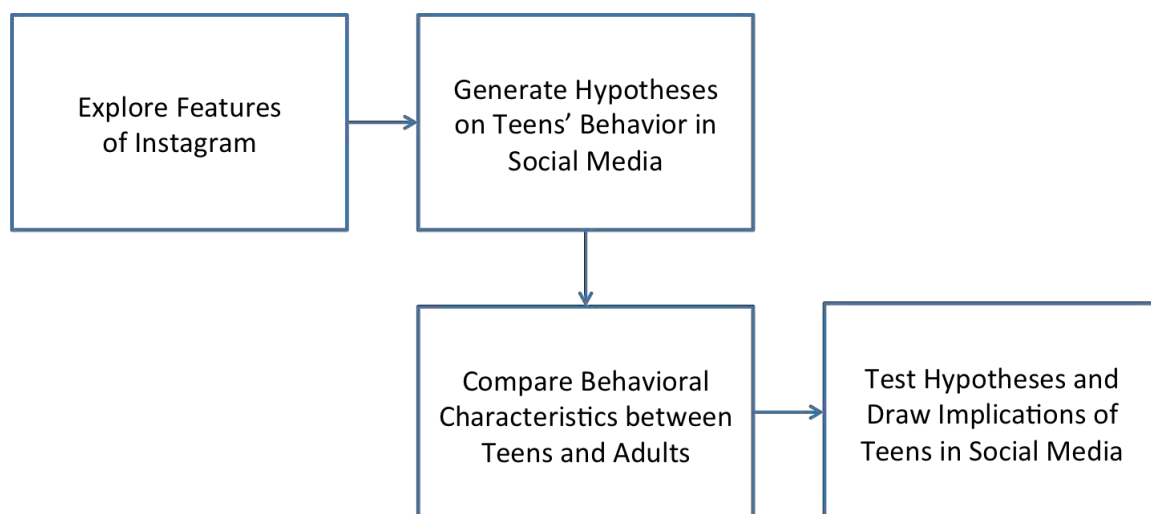 Explore Features
of Instagram
Generate Hypotheses
on Teens’ Behavior in
Social Media
Compare Behavioral
Characteristics between
Teens and Adults
Test Hypotheses and
Draw Implications of
Teens in Social Media